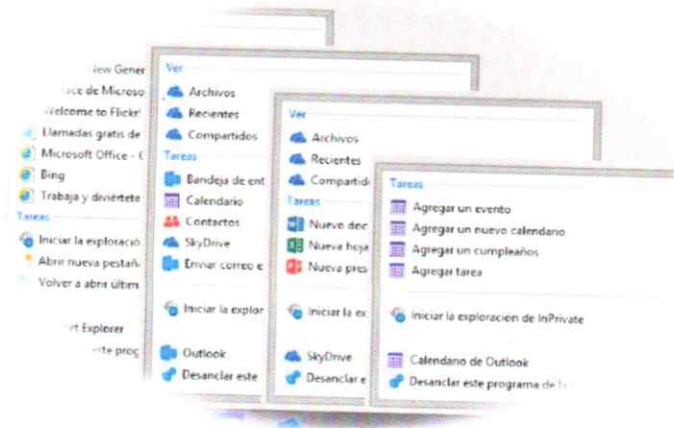 Gener
de Microso
Welcome to Flickr!
Llamadas gratis de
Microsoft Office -
Bing
Trabaja y diviértete
Tareas
Iniciar la exploració
Abrir nueva pestañ
Volver a abrir últim
Explorer
prog
Ver
Archivos
Recientes
Compartidos
Tareas
Bandeja de ent
Calendario
Contactos
SkyDrive
Enviar correo e
Iniciar la explor
Outlook
Desanclar este
Ver
Archivos
Recientes
Compartid
Tareas
Nuevo doc
Nueva hoja
Nueva pres
Iniciar la ex
SkyDrive
Desanclar e
Tareas
Agregar un evento
Agregar un nuevo calendario
Agregar un cumpleaños
Agregar tarea
Iniciar la exploración de InPrivate
Calendario de Outlook
Desanclar este programa de